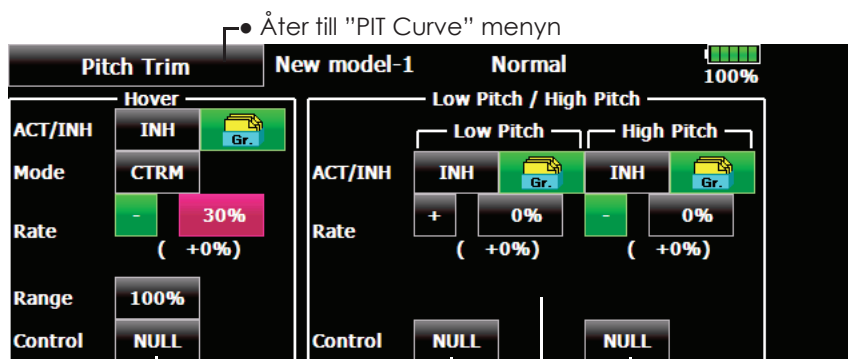 Åter till ”PIT Curve” menyn
Pitch Trim New model-1 Normal 100%
Hover
ACT/INH INH Gr.
Mode CTRM
Rate - 30%
( +0%)
Range 100%
Control NULL
Low Pitch / High Pitch
Low Pitch High Pitch
ACT/INH INH Gr. INH Gr.
Rate + 0% - 0%
( +0%) ( +0%)
Control NULL NULL